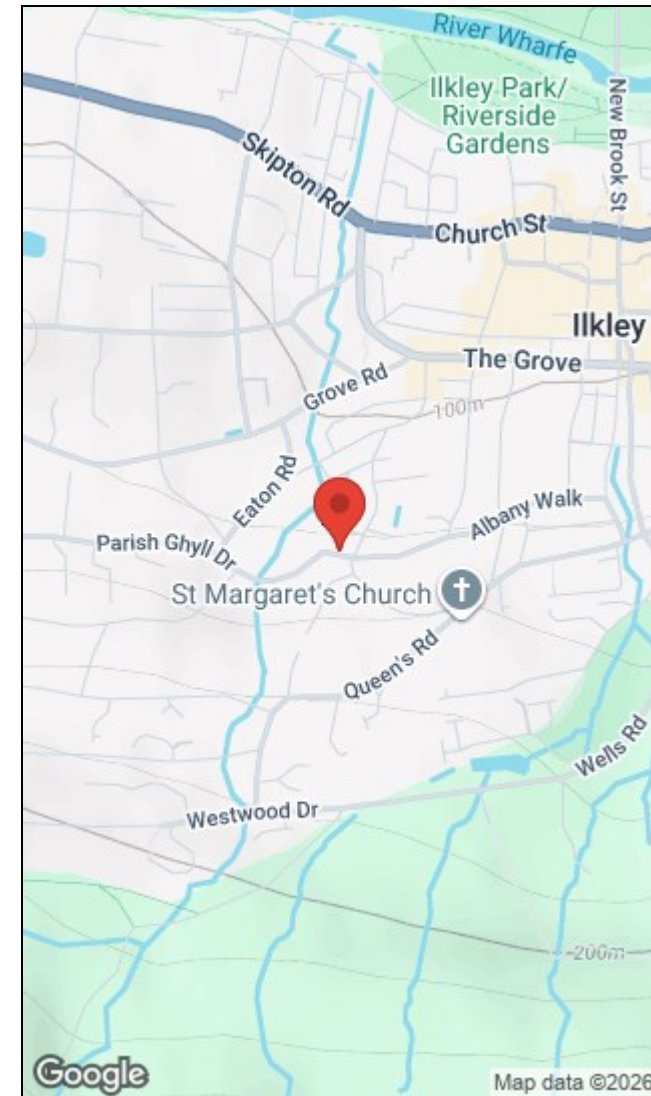 River Wharfe
Ilkley Park/
Riverside
Gardens
New Brook St
Skipton Rd
Church St
Ilkley
The Grove
Grove Rd
100m
Eaton Rd
Albany Walk
Parish Ghyll Dr
St Margaret's Church
Queen's Rd
Wells Rd
Westwood Dr
200m
Google
Map data ©2026